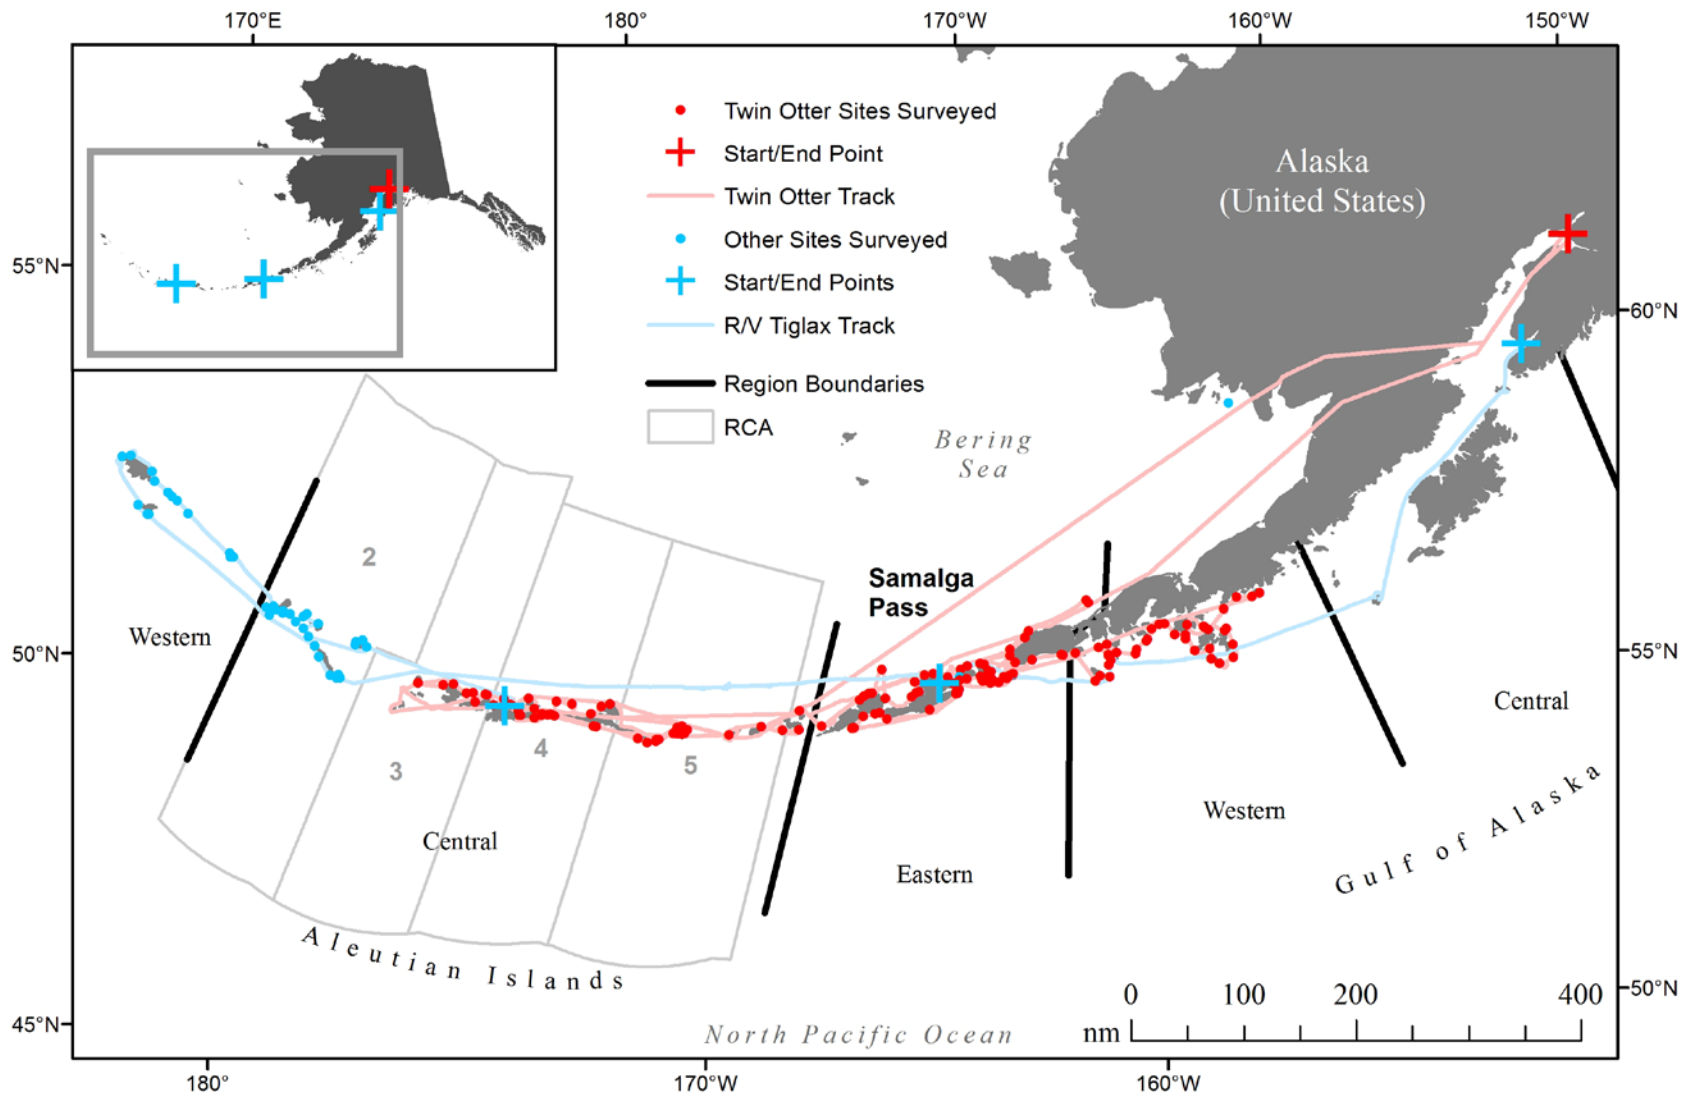 170°E
180°
170°W
160°W
150°W
Twin Otter Sites Surveyed
Start/End Point
Twin Otter Track
Other Sites Surveyed
Start/End Points
R/V Tiglax Track
Region Boundaries
RCA
Alaska
(United States)
55°N
60°N
Bering
Sea
2
Samalga
Pass
Western
50°N
55°N
Central
4
5
3
Central
Western
Eastern
Gulf of Alaska
Aleutian Islands
0
100
200
400
nm
50°N
45°N
North Pacific Ocean
180°
170°W
160°W